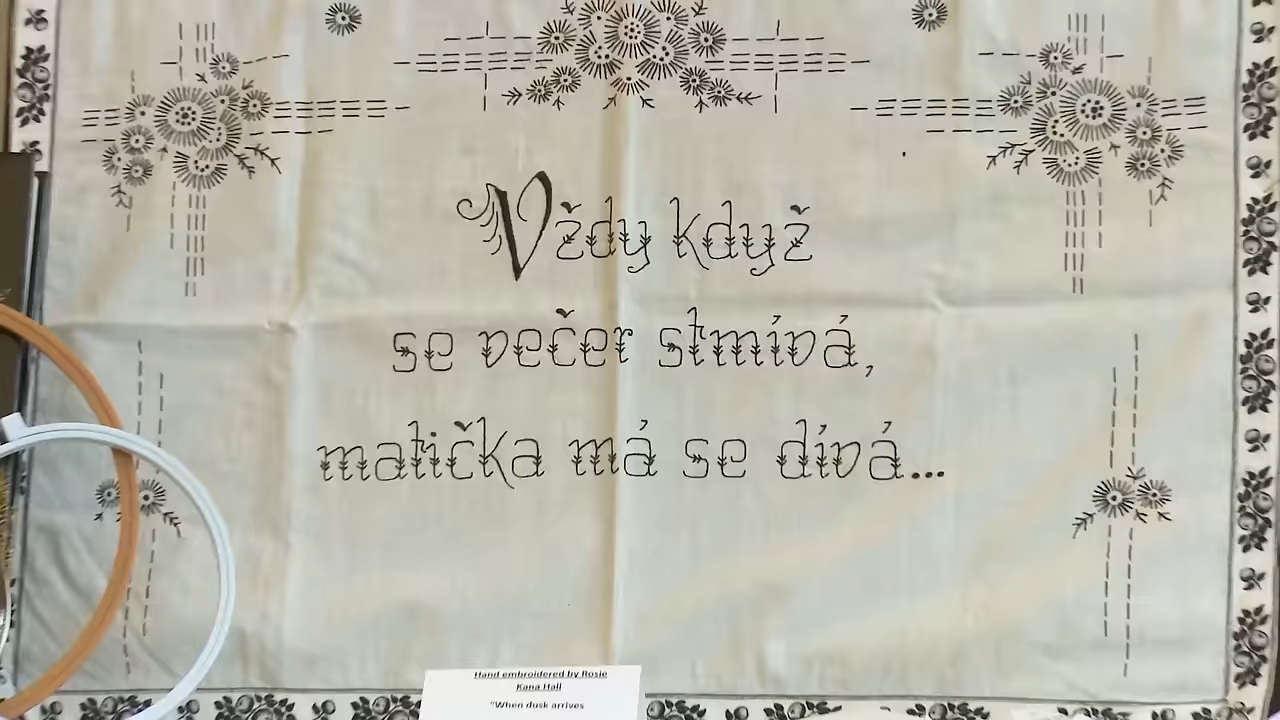 Vždy když
se večer stmívá,
matička má se dívá...
Hand embroidered by Rosie
Kana Hall
"When dusk arrives